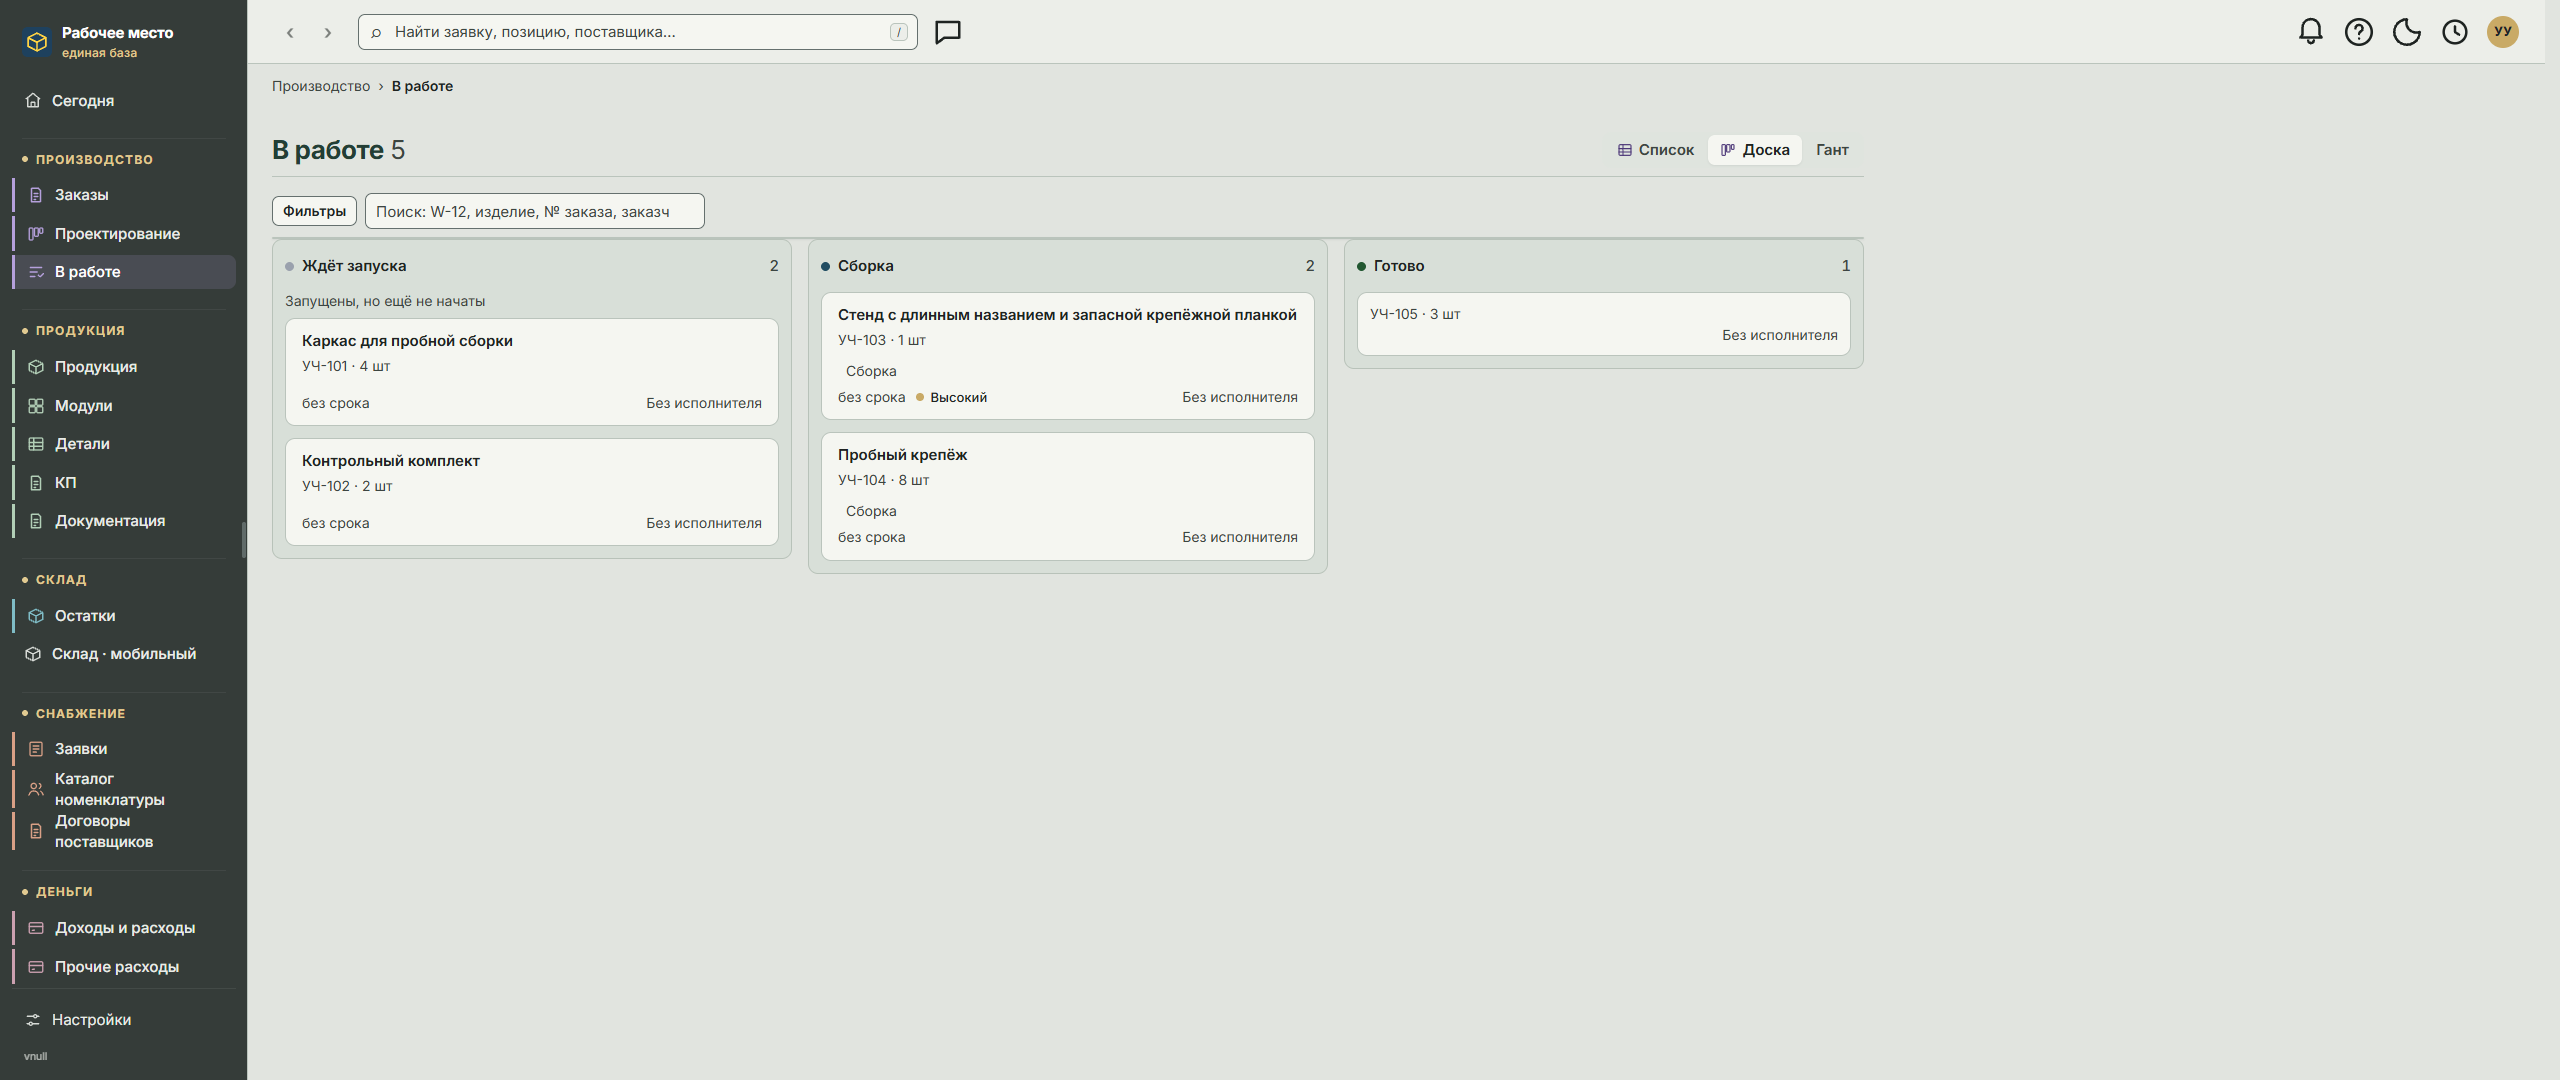 Рабочее место
единая база
Сегодня
ПРОИЗВОДСТВО
Заказы
Проектирование
В работе
ПРОДУКЦИЯ
Продукция
Модули
Детали
КП
Документация
СКЛАД
Остатки
Склад · мобильный
СНАБЖЕНИЕ
Заявки
Каталог
номенклатуры
Договоры
поставщиков
ДЕНЬГИ
Доходы и расходы
Прочие расходы
Настройки
vnull
Найти заявку, позицию, поставщика... /
УУ
Производство › В работе
В работе 5
Список Доска Гант
Фильтры Поиск: W-12, изделие, № заказа, заказч
Ждёт запуска 2
Запущены, но ещё не начаты
Каркас для пробной сборки
УЧ-101 · 4 шт
без срока Без исполнителя
Контрольный комплект
УЧ-102 · 2 шт
без срока Без исполнителя
Сборка 2
Стенд с длинным названием и запасной крепёжной планкой
УЧ-103 · 1 шт
Сборка
без срока Высокий Без исполнителя
Пробный крепёж
УЧ-104 · 8 шт
Сборка
без срока Без исполнителя
Готово 1
УЧ-105 · 3 шт
Без исполнителя